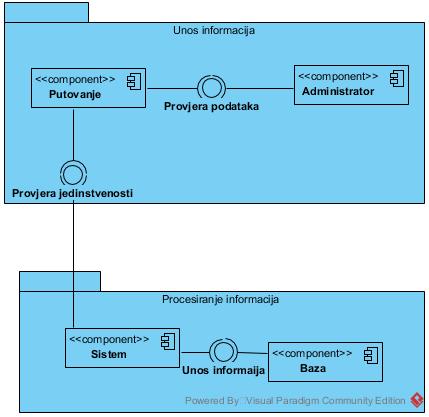 Unos informacija
<<component>>
Putovanje
<<component>>
Administrator
Provjera podataka
Provjera jedinstvenosti
Procesiranje informacija
<<component>>
Sistem
<<component>>
Baza
Unos informaija
Powered By Visual Paradigm Community Edition